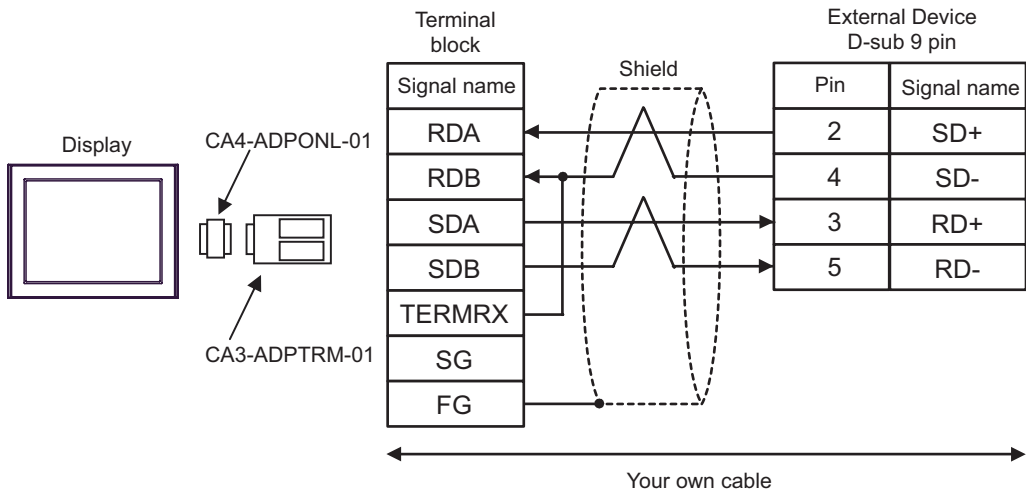 Terminal
block
External Device
D-sub 9 pin
Shield
Signal name
Pin
Signal name
Display
CA4-ADPONL-01
RDA
2
SD+
RDB
4
SD-
SDA
3
RD+
SDB
5
RD-
TERMRX
CA3-ADPTRM-01
SG
FG
Your own cable